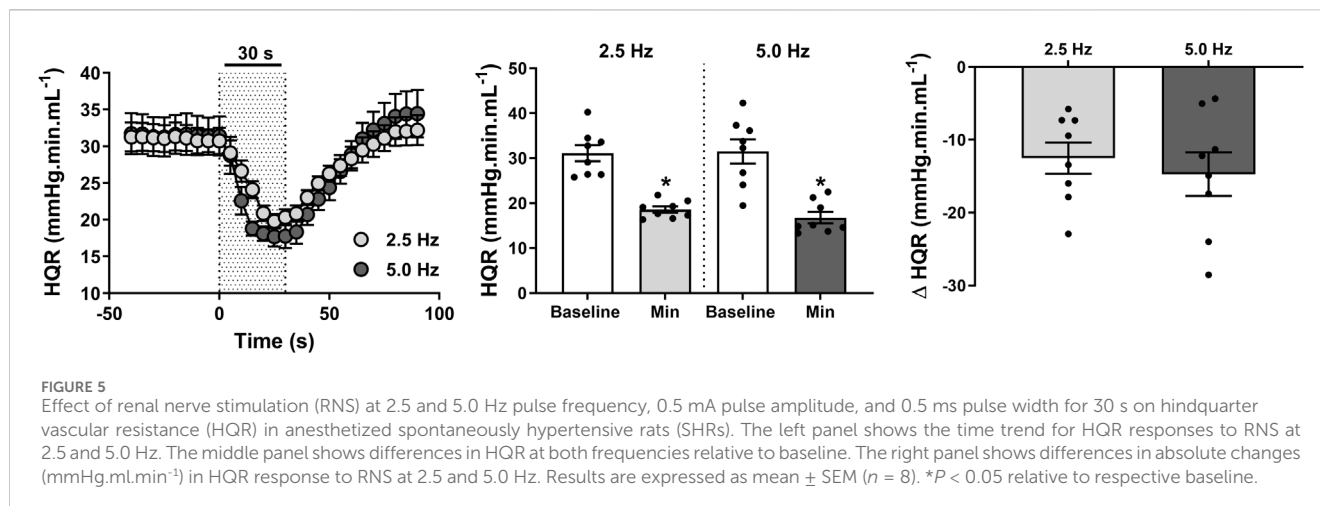 30 s
HQR (mmHg.min.mL⁻¹)
40
35
30
25
20
15
10
2.5 Hz
5.0 Hz
-50
0
50
100
Time (s)
2.5 Hz
5.0 Hz
HQR (mmHg.min.mL⁻¹)
50
40
30
20
10
0
*
*
Baseline
Min
Baseline
Min
2.5 Hz
5.0 Hz
Δ HQR (mmHg.min.mL⁻¹)
0
-10
-20
-30
FIGURE 5
Effect of renal nerve stimulation (RNS) at 2.5 and 5.0 Hz pulse frequency, 0.5 mA pulse amplitude, and 0.5 ms pulse width for 30 s on hindquarter
vascular resistance (HQR) in anesthetized spontaneously hypertensive rats (SHRs). The left panel shows the time trend for HQR responses to RNS at
2.5 and 5.0 Hz. The middle panel shows differences in HQR at both frequencies relative to baseline. The right panel shows differences in absolute changes
(mmHg.ml.min⁻¹) in HQR response to RNS at 2.5 and 5.0 Hz. Results are expressed as mean ± SEM (n = 8). *P < 0.05 relative to respective baseline.